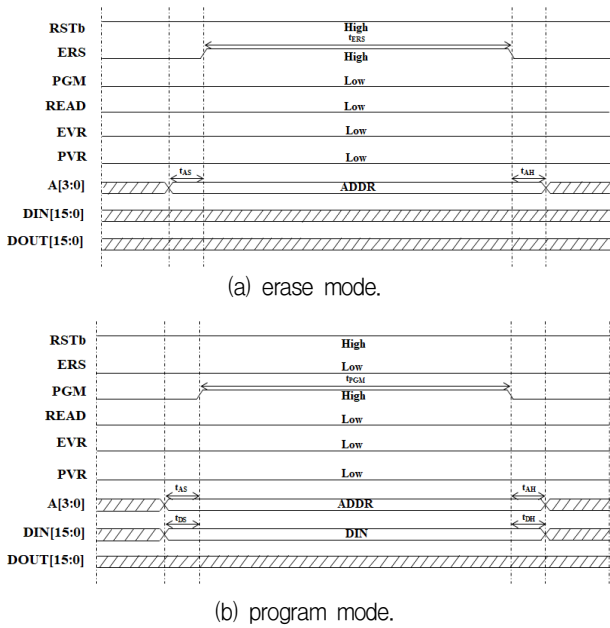 RSTb High
tERS
ERS High
PGM Low
READ Low
EVR Low
PVR Low
tAS tAH
A[3:0] ADDR
DIN[15:0]
DOUT[15:0]
(a) erase mode.
RSTb High
ERS Low
tPGM
PGM High
READ Low
EVR Low
PVR Low
tAS tAH
A[3:0] ADDR
tDS tDH
DIN[15:0] DIN
DOUT[15:0]
(b) program mode.